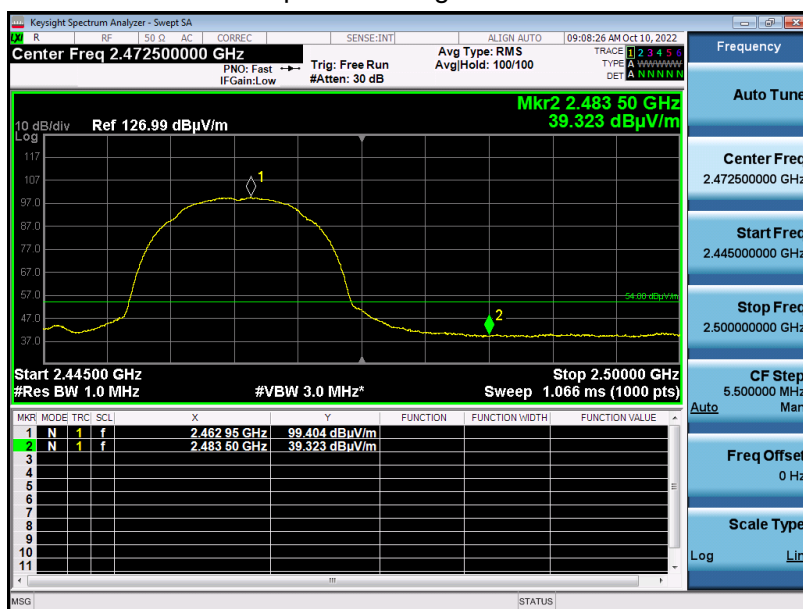 Keysight Spectrum Analyzer - Swept SA
LXI R RF 50 Ω AC CORREC SENSE:INT ALIGN AUTO 09:08:26 AM Oct 10, 2022
Center Freq 2.472500000 GHz
PNO: Fast
IFGain:Low
Trig: Free Run
#Atten: 30 dB
Avg Type: RMS
Avg|Hold: 100/100
TRACE 1 2 3 4 5 6
TYPE A WWWWW
DET A N N N N N
Frequency
Auto Tune
Center Freq
2.472500000 GHz
Start Freq
2.445000000 GHz
Stop Freq
2.500000000 GHz
CF Step
5.500000 MHz
Auto Man
Freq Offset
0 Hz
Scale Type
Log Lin
Mkr2 2.483 50 GHz
39.323 dBµV/m
10 dB/div Ref 126.99 dBµV/m
Log
117
107
97.0
87.0
77.0
67.0
57.0
47.0
37.0
1
54.00 dBµV/m
2
Start 2.44500 GHz Stop 2.50000 GHz
#Res BW 1.0 MHz #VBW 3.0 MHz* Sweep 1.066 ms (1000 pts)
MKR MODE TRC SCL X Y FUNCTION FUNCTION WIDTH FUNCTION VALUE
1 N 1 f 2.462 95 GHz 99.404 dBµV/m
2 N 1 f 2.483 50 GHz 39.323 dBµV/m
3
4
5
6
7
8
9
10
11
MSG STATUS